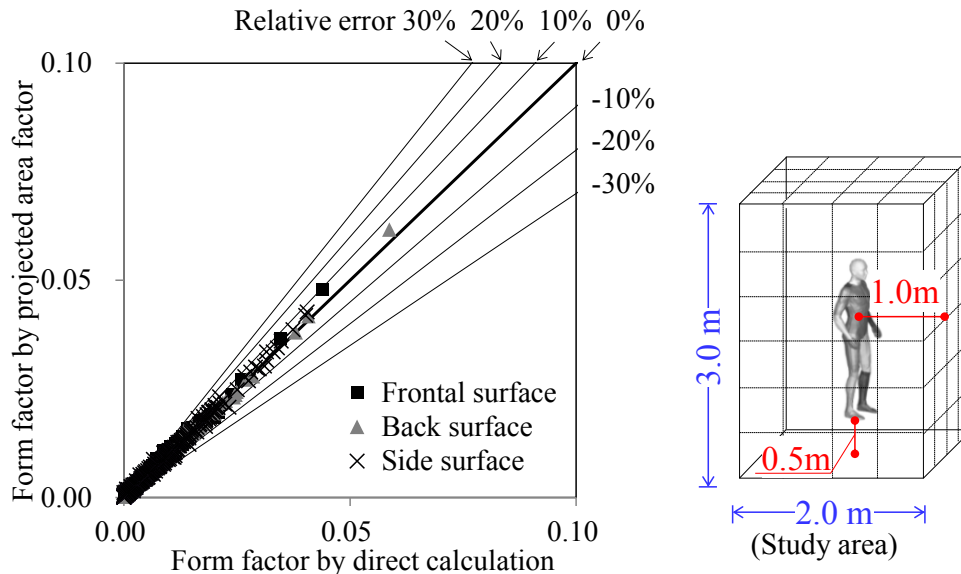 Relative error 30% 20% 10% 0%
0.10
-10%
-20%
-30%
0.05
Form factor by projected area factor
Frontal surface
Back surface
Side surface
0.00
0.00 0.05 0.10
Form factor by direct calculation
3.0 m
1.0m
0.5m
2.0 m
(Study area)